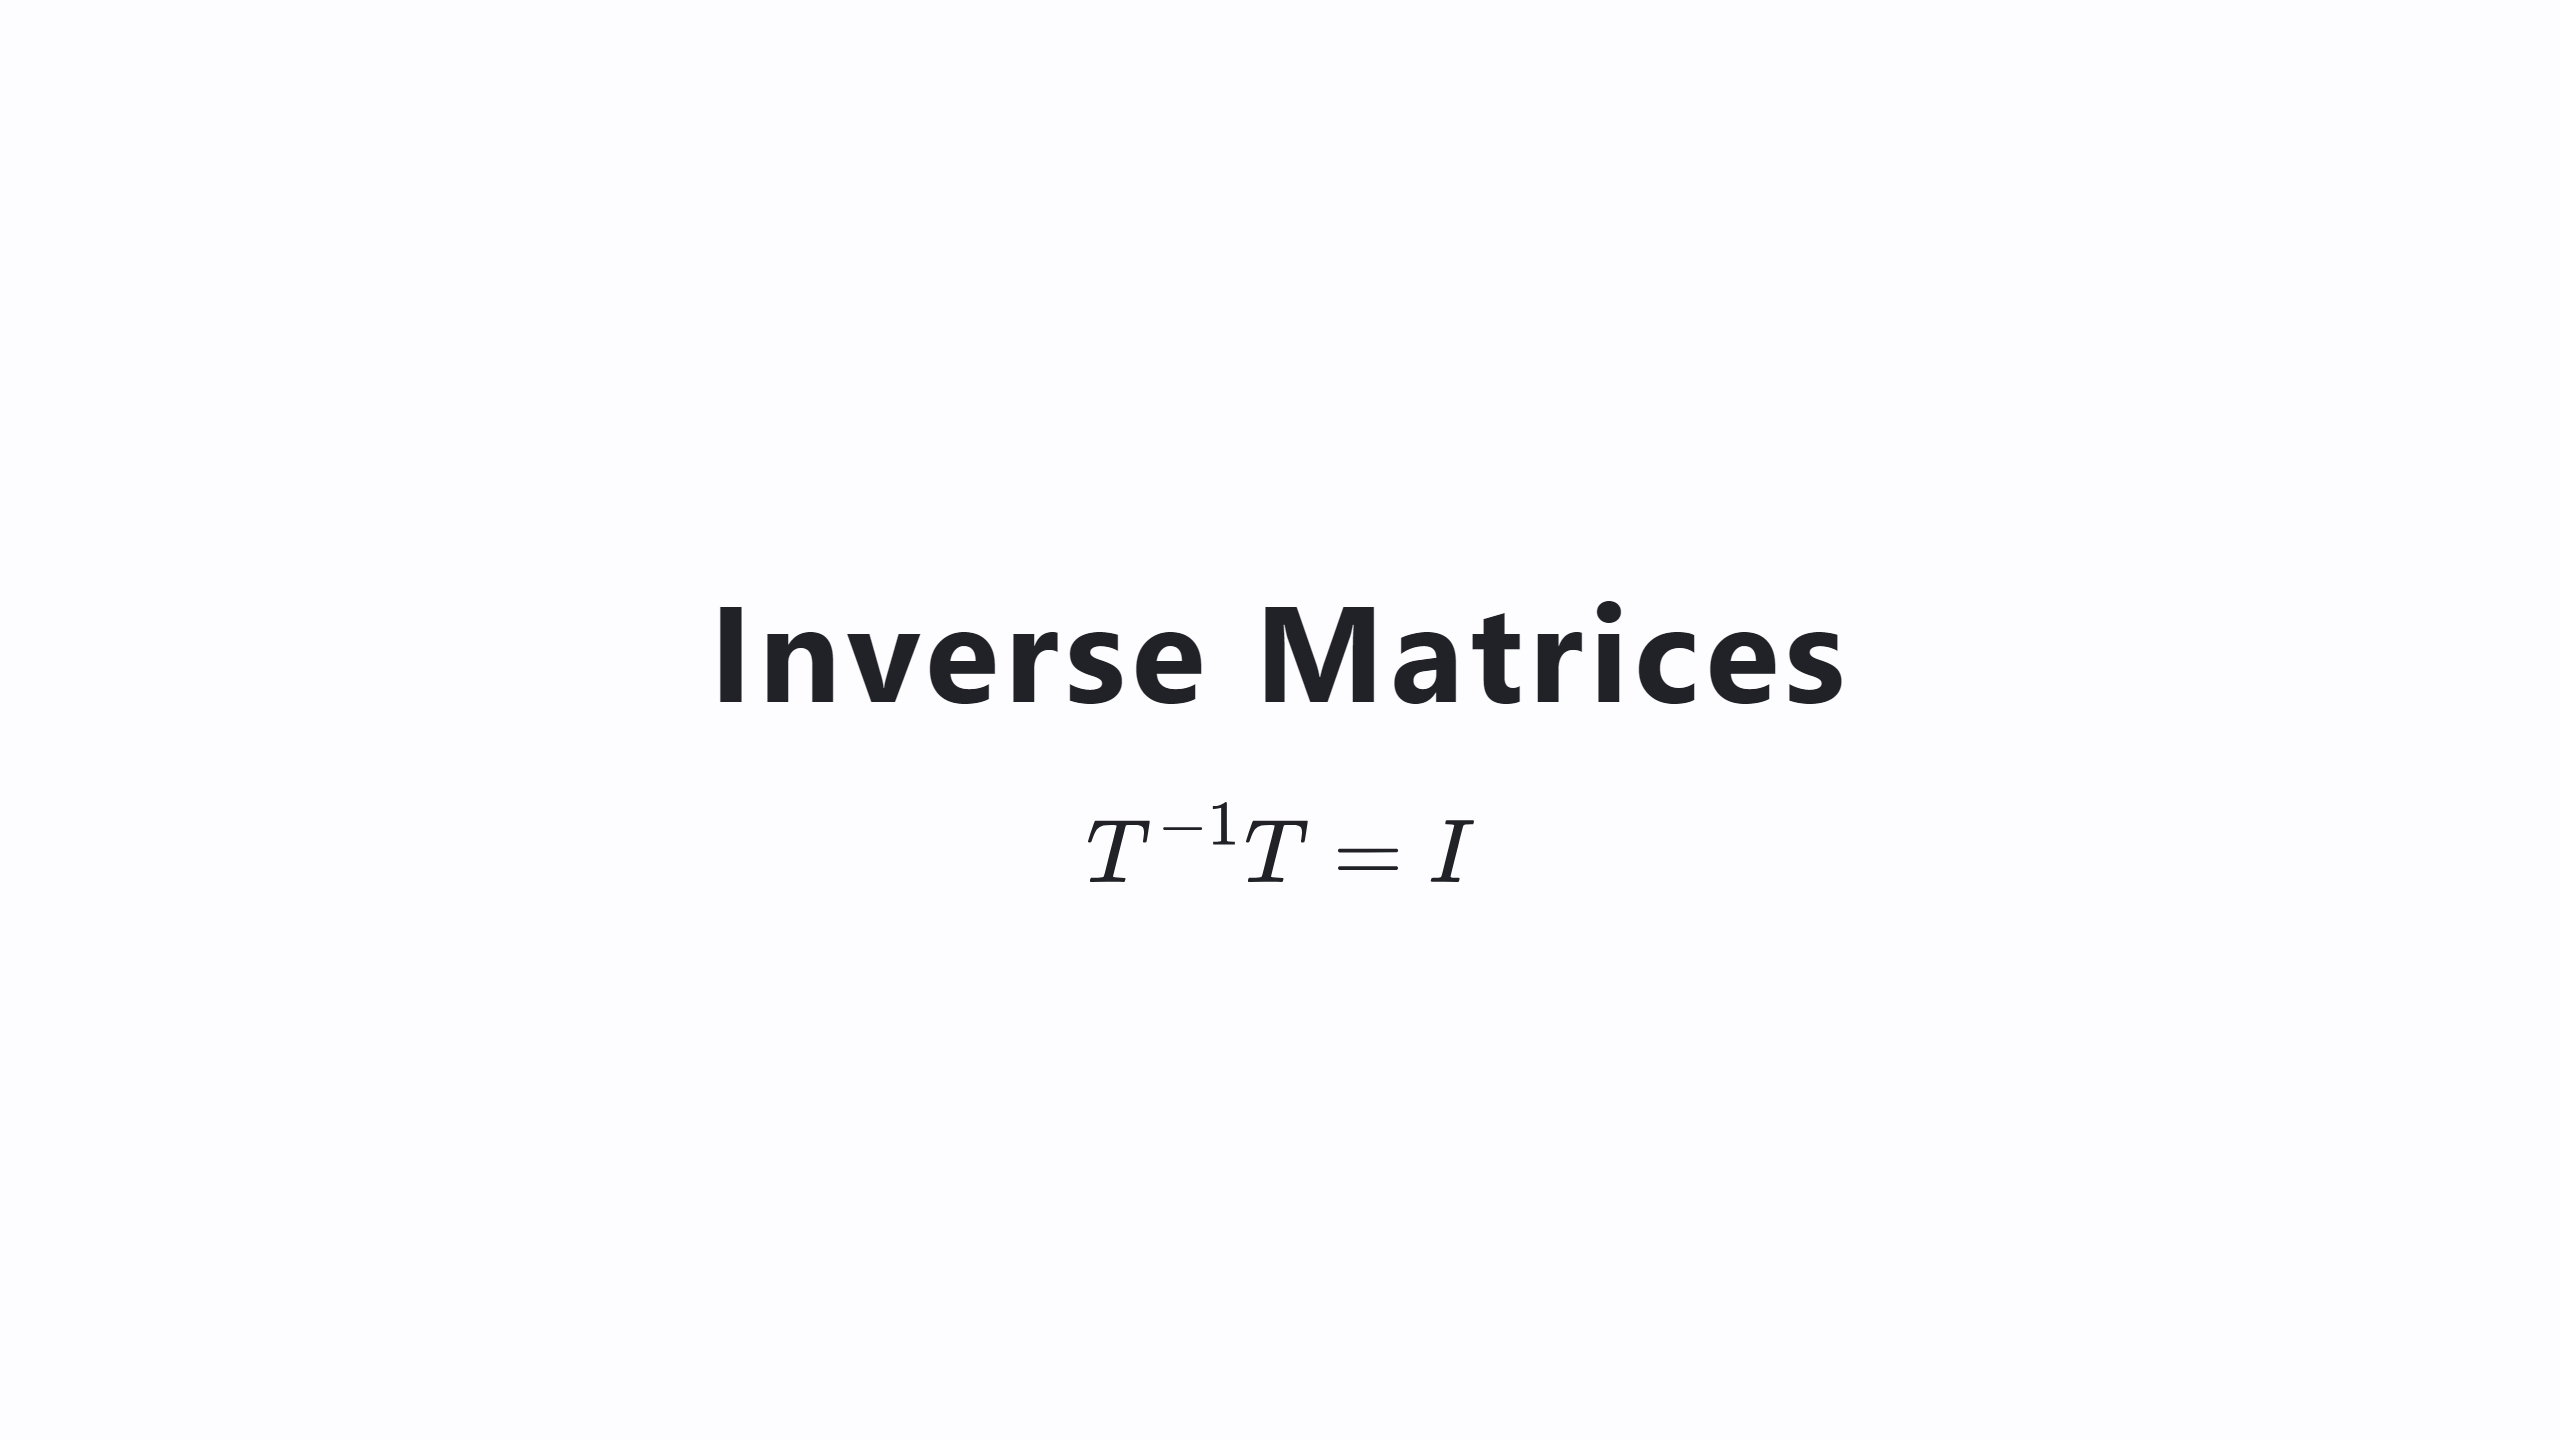 Inverse Matrices
$T^{-1}T = I$